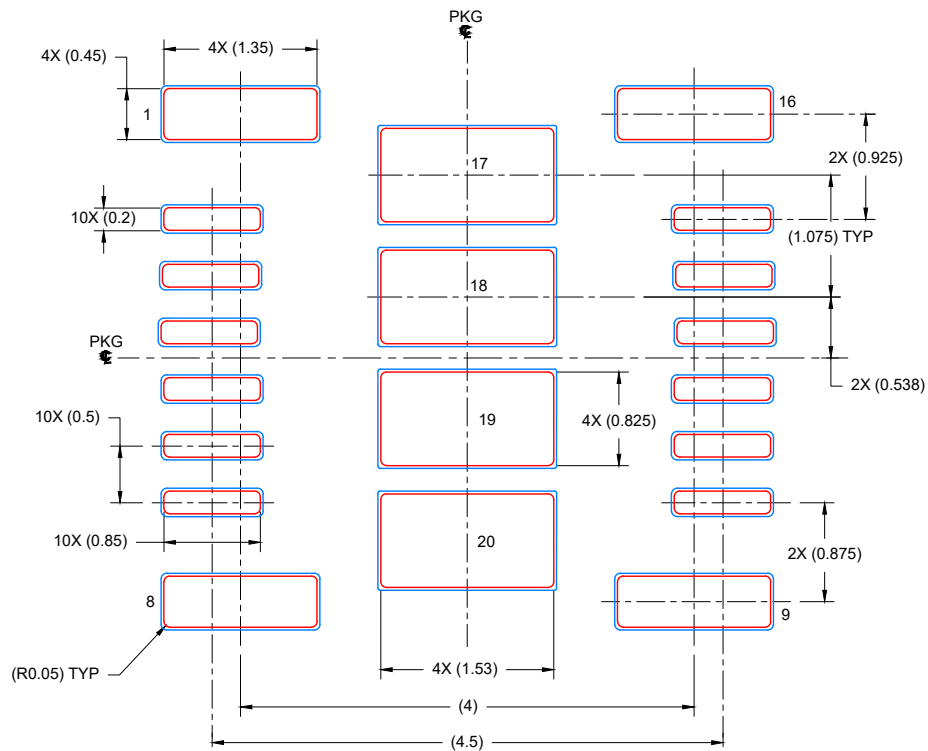 PKG
4X (0.45)
4X (1.35)
1
16
17
2X (0.925)
10X (0.2)
(1.075) TYP
18
PKG
2X (0.538)
10X (0.5)
19
4X (0.825)
10X (0.85)
20
2X (0.875)
8
9
(R0.05) TYP
4X (1.53)
(4)
(4.5)